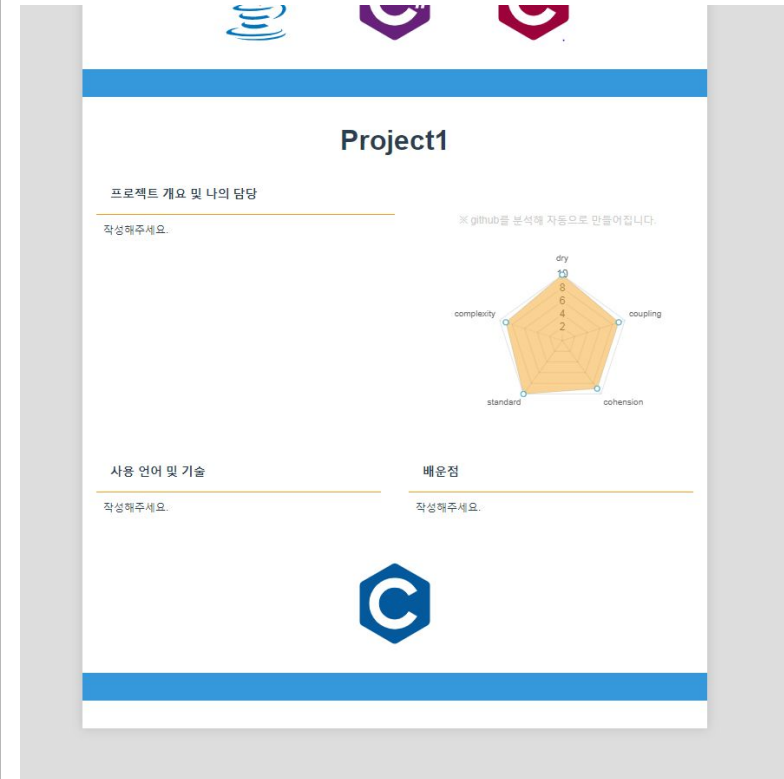 Project1
프로젝트 개요 및 나의 담당
작성해주세요.
※ github를 분석해 자동으로 만들어집니다.
dry
10
8
6
4
2
complexity
coupling
standard
cohension
사용 언어 및 기술
작성해주세요.
배운점
작성해주세요.
C